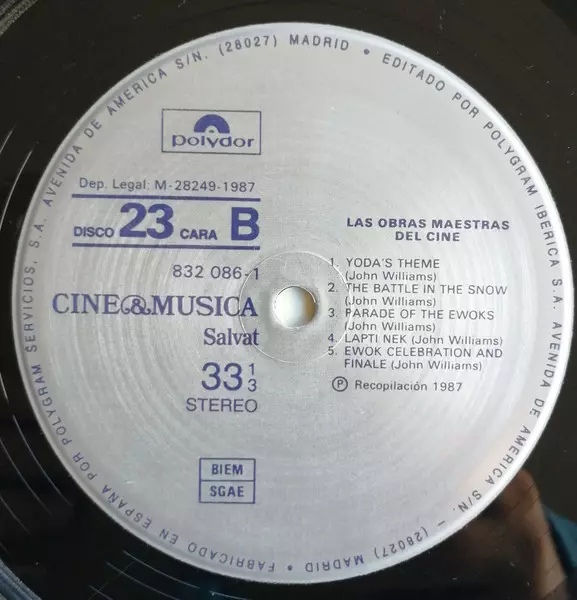 EDITADO POR POLYGRAM IBERICA S.A. AVENIDA DE AMERICA S/N. - (28027) MADRID • FABRICADO EN ESPAÑA POR POLYGRAM SERVICIOS, S.A. AVENIDA DE AMERICA S/N. (28027) MADRID •
polydor
Dep. Legal: M-28249-1987
DISCO 23 CARA B
832 086-1
CINE&MUSICA
Salvat
33 1/3
STEREO
BIEM
SGAE
LAS OBRAS MAESTRAS
DEL CINE
1. YODA'S THEME
(John Williams)
2. THE BATTLE IN THE SNOW
(John Williams)
3. PARADE OF THE EWOKS
(John Williams)
4. LAPTI NEK (John Williams)
5. EWOK CELEBRATION AND
FINALE (John Williams)
Ⓟ Recopilación 1987